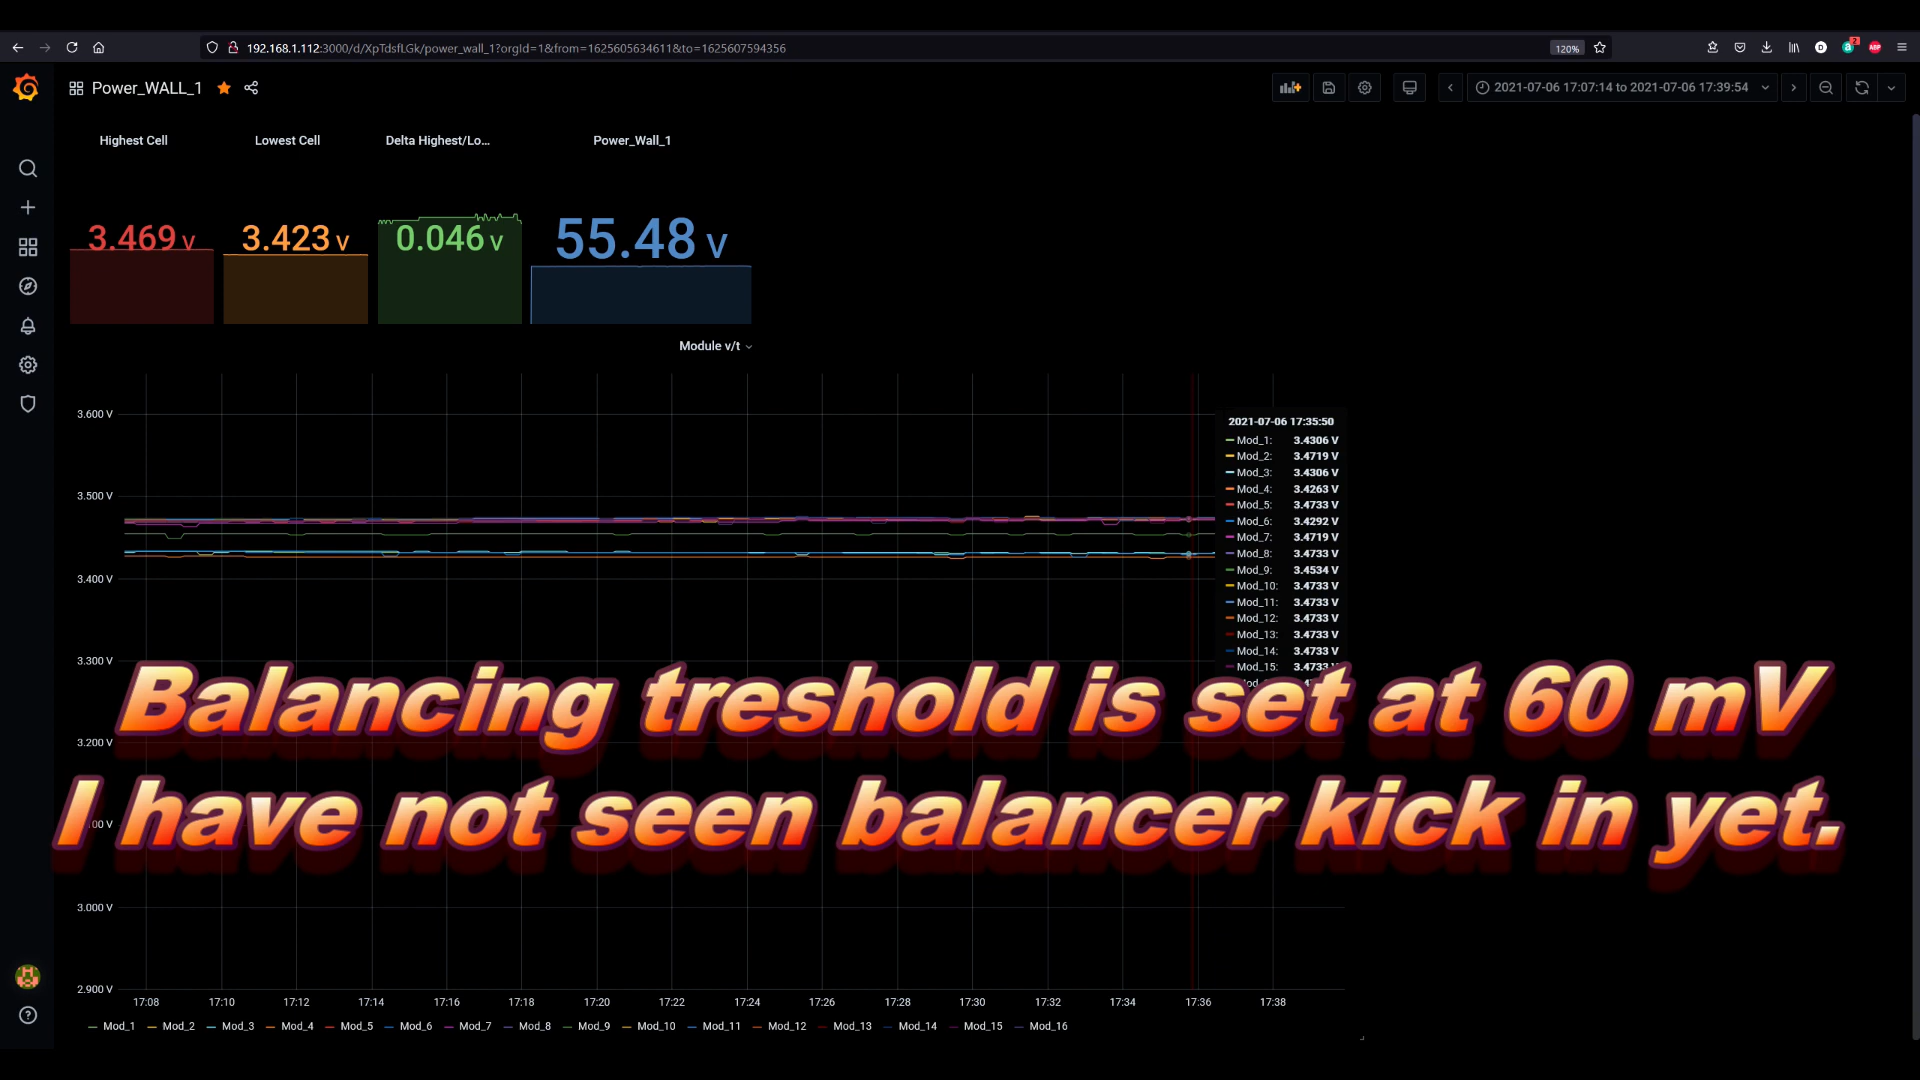 192.168.1.112:3000/d/XpTdsfLGk/power_wall_1?orgId=1&from=1625605634611&to=1625607594356
120%
2
ABP
Power_WALL_1
2021-07-06 17:07:14 to 2021-07-06 17:39:54
Highest Cell
Lowest Cell
Delta Highest/Lo...
Power_Wall_1
3.469 V
3.423 V
0.046 V
55.48 V
Module v/t
3.600 V
3.500 V
3.400 V
3.300 V
3.200 V
00 V
3.000 V
2.900 V
2021-07-06 17:35:50
Mod_1: 3.4306 V
Mod_2: 3.4719 V
Mod_3: 3.4306 V
Mod_4: 3.4263 V
Mod_5: 3.4733 V
Mod_6: 3.4292 V
Mod_7: 3.4719 V
Mod_8: 3.4733 V
Mod_9: 3.4534 V
Mod_10: 3.4733 V
Mod_11: 3.4733 V
Mod_12: 3.4733 V
Mod_13: 3.4733 V
Mod_14: 3.4733 V
Mod_15: 3.4733
Balancing treshold is set at 60 mV
I have not seen balancer kick in yet.
17:08 17:10 17:12 17:14 17:16 17:18 17:20 17:22 17:24 17:26 17:28 17:30 17:32 17:34 17:36 17:38
Mod_1 Mod_2 Mod_3 Mod_4 Mod_5 Mod_6 Mod_7 Mod_8 Mod_9 Mod_10 Mod_11 Mod_12 Mod_13 Mod_14 Mod_15 Mod_16